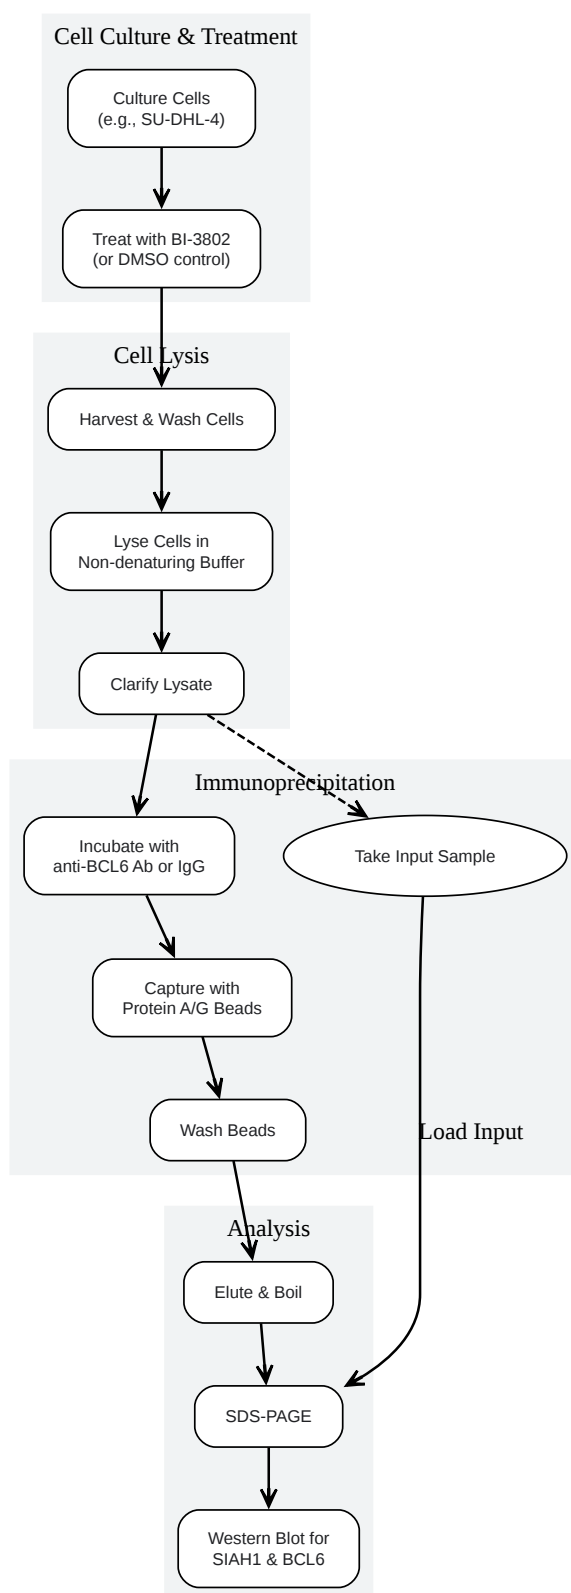 Cell Culture & Treatment
Culture Cells
(e.g., SU-DHL-4)
Treat with BI-3802
(or DMSO control)
Cell Lysis
Harvest & Wash Cells
Lyse Cells in
Non-denaturing Buffer
Clarify Lysate
Immunoprecipitation
Incubate with
anti-BCL6 Ab or IgG
Take Input Sample
Capture with
Protein A/G Beads
Wash Beads
Load Input
Analysis
Elute & Boil
SDS-PAGE
Western Blot for
SIAH1 & BCL6